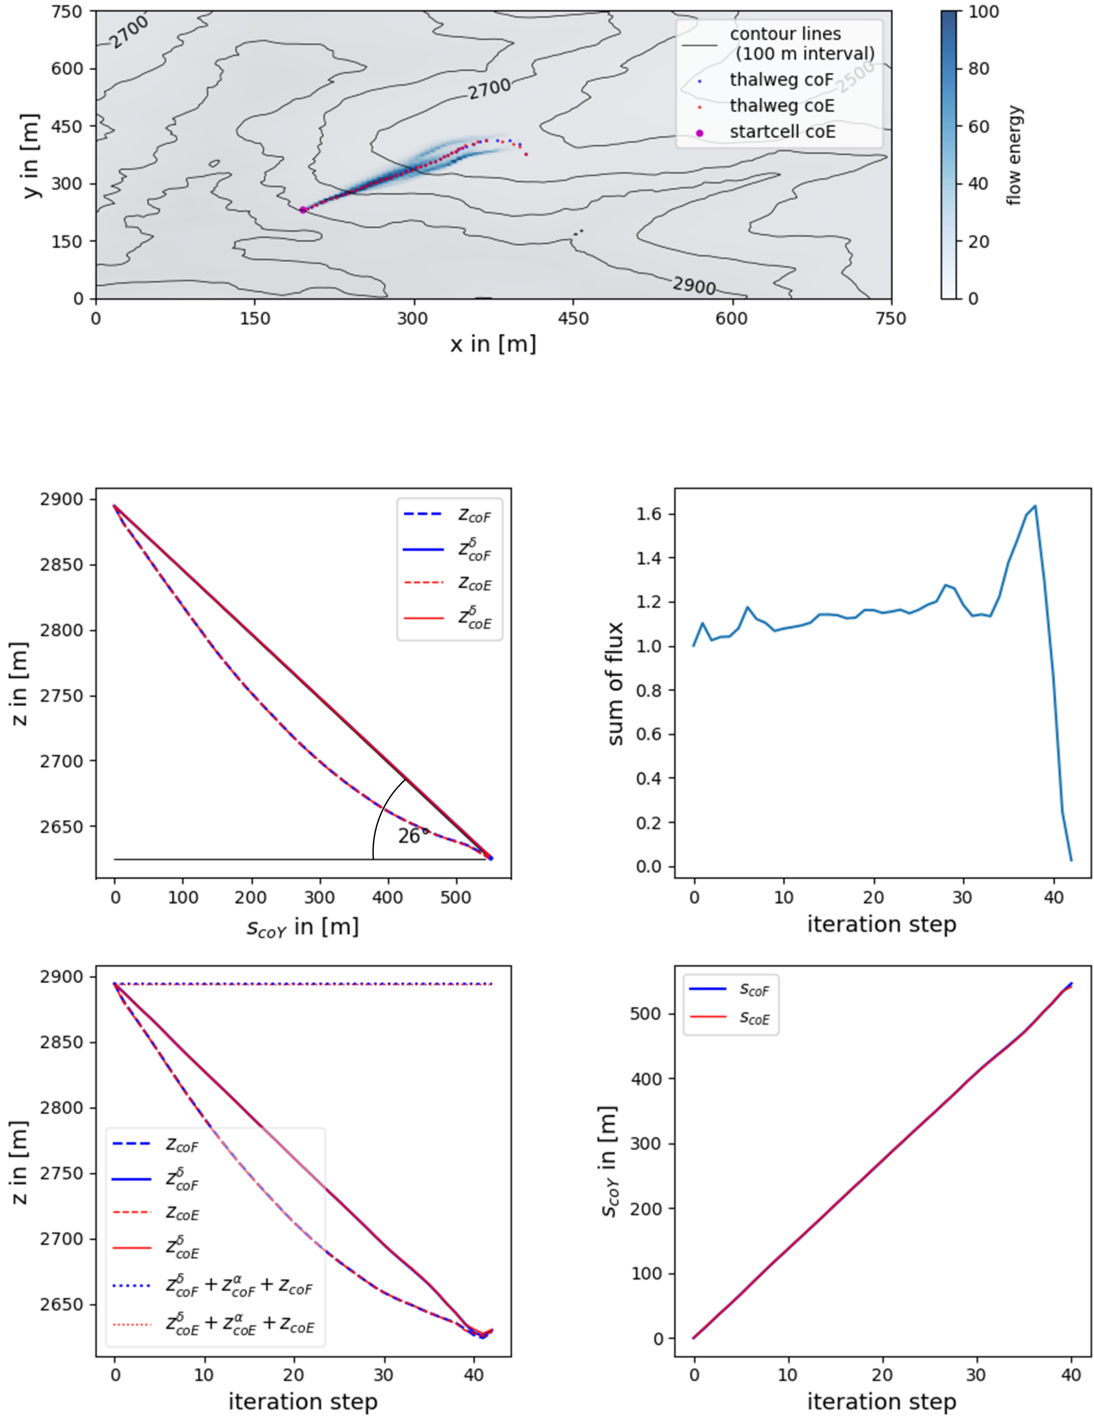 750
600
450
300
150
0
y in [m]
2700
2700
2500
2900
contour lines
(100 m interval)
thalweg coF
thalweg coE
startcell coE
0
150
300
450
600
750
x in [m]
100
80
60
40
20
0
flow energy
2900
2850
2800
2750
2700
2650
z in [m]
z_coF
z^δ_coF
z_coE
z^δ_coE
26°
0
100
200
300
400
500
s_coY in [m]
1.6
1.4
1.2
1.0
0.8
0.6
0.4
0.2
0.0
sum of flux
0
10
20
30
40
iteration step
2900
2850
2800
2750
2700
2650
z in [m]
z_coF
z^δ_coF
z_coE
z^δ_coE
z^δ_coF + z^α_coF + z_coF
z^δ_coE + z^α_coE + z_coE
0
10
20
30
40
iteration step
500
400
300
200
100
0
s_coY in [m]
s_coF
s_coE
0
10
20
30
40
iteration step